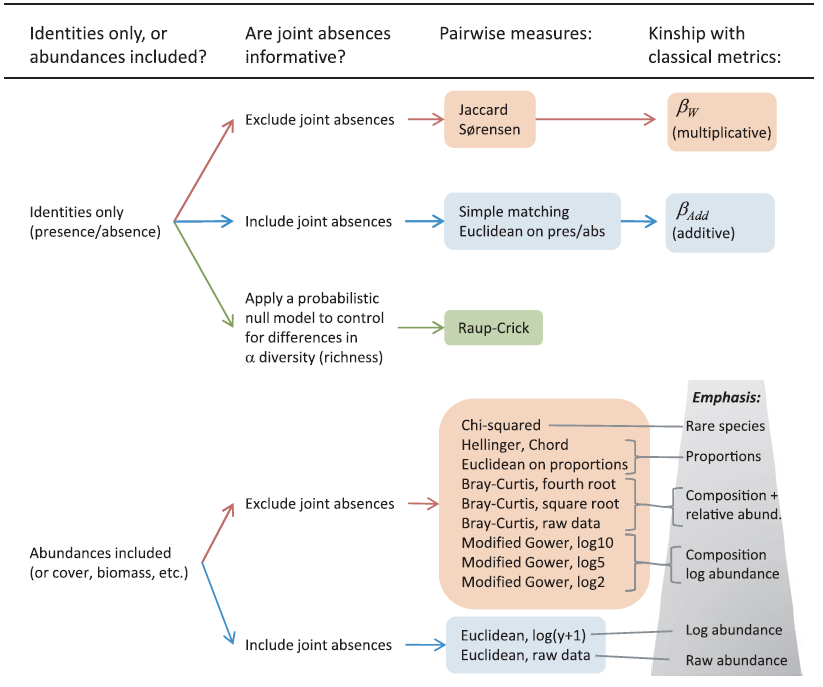 Identities only, or
abundances included?
Are joint absences
informative?
Pairwise measures:
Kinship with
classical metrics:
Exclude joint absences
Jaccard
Sørensen
βW
(multiplicative)
Identities only
(presence/absence)
Include joint absences
Simple matching
Euclidean on pres/abs
βAdd
(additive)
Apply a probabilistic
null model to control
for differences in
α diversity (richness)
Raup-Crick
Emphasis:
Chi-squared
Rare species
Hellinger, Chord
Euclidean on proportions
Proportions
Bray-Curtis, fourth root
Bray-Curtis, square root
Bray-Curtis, raw data
Composition +
relative abund.
Exclude joint absences
Modified Gower, log10
Modified Gower, log5
Modified Gower, log2
Composition
log abundance
Abundances included
(or cover, biomass, etc.)
Include joint absences
Euclidean, log(y+1)
Euclidean, raw data
Log abundance
Raw abundance